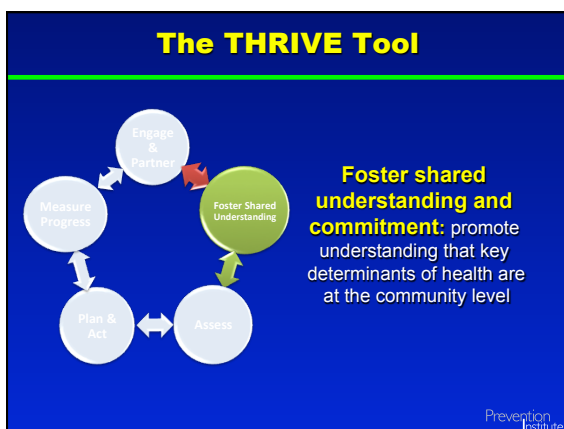 The THRIVE Tool
Engage
&
Partner
Foster Shared
Understanding
Measure
Progress
Plan &
Act
Assess
Foster shared
understanding and
commitment: promote
understanding that key
determinants of health are
at the community level
Prevention
Institute